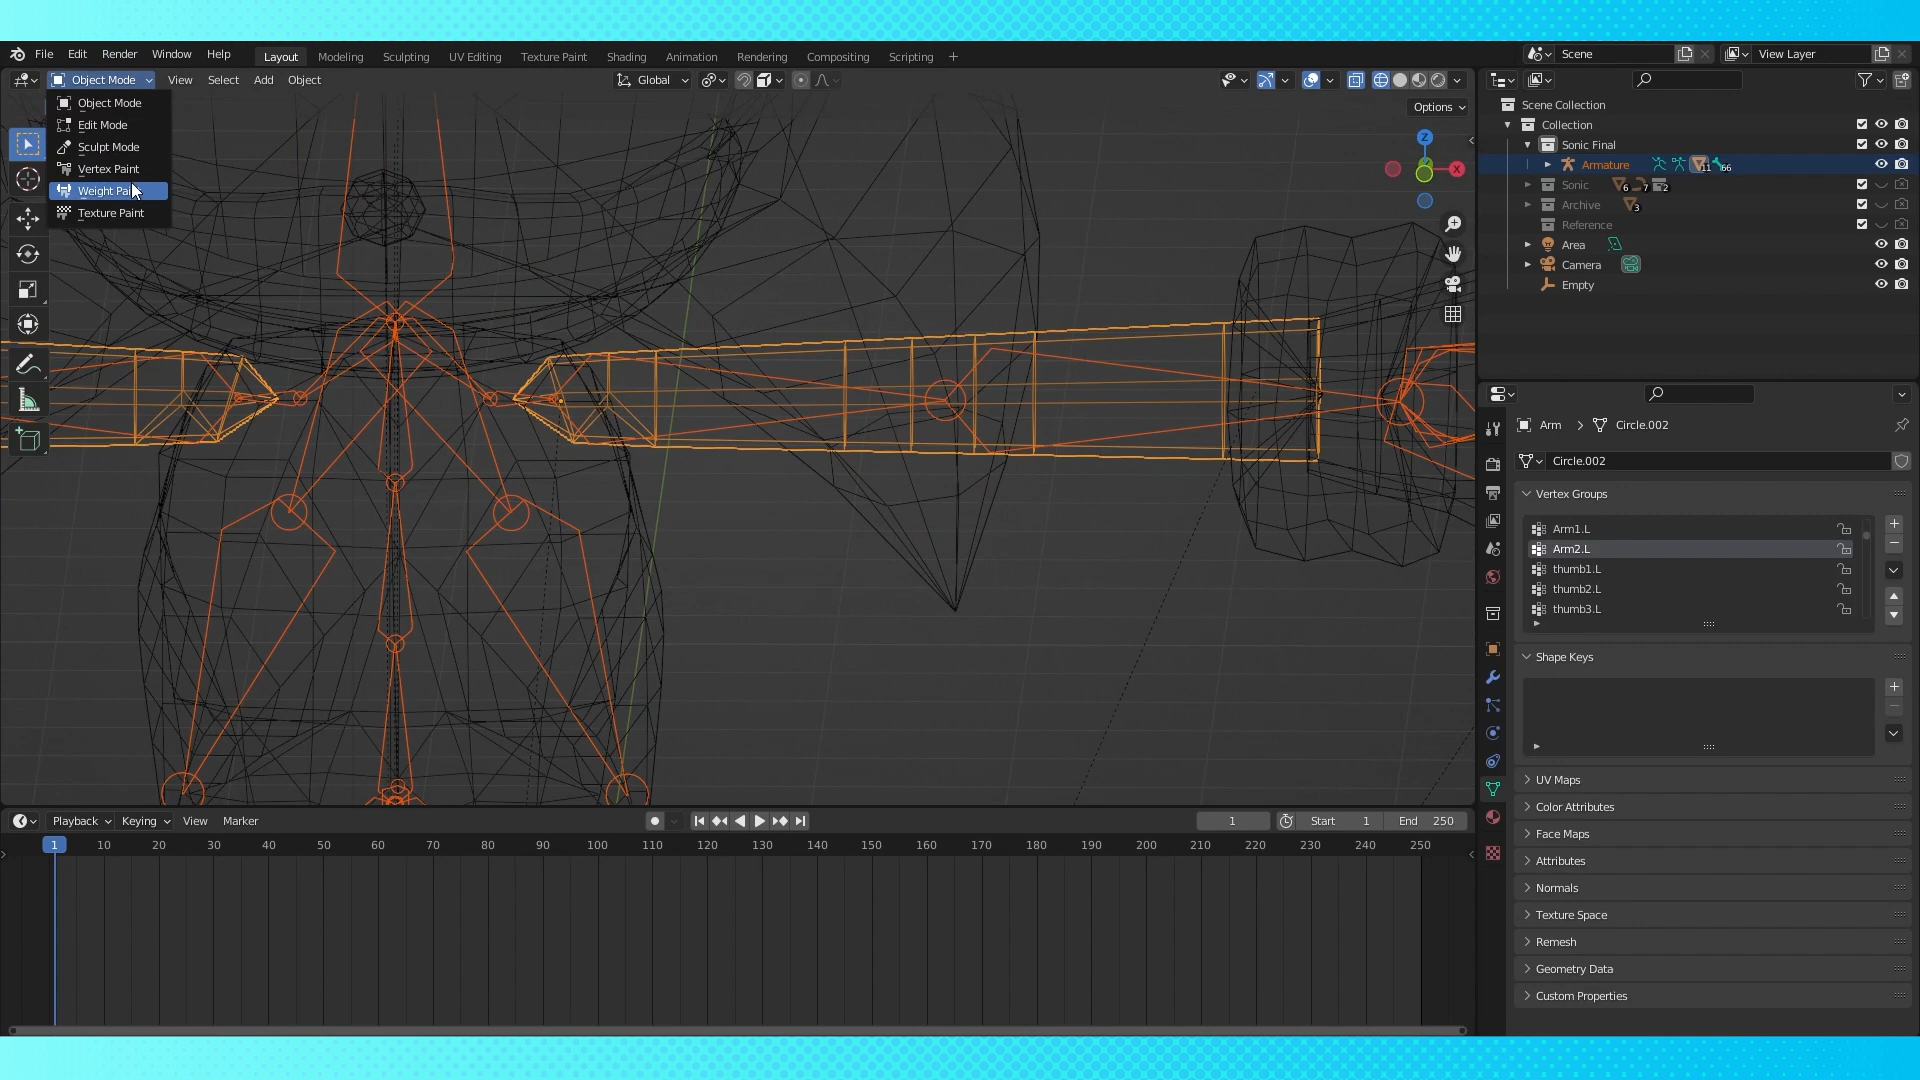 File Edit Render Window Help Layout Modeling Sculpting UV Editing Texture Paint Shading Animation Rendering Compositing Scripting Scene View Layer
Object Mode View Select Add Object Global
Options
Object Mode
Edit Mode
Sculpt Mode
Vertex Paint
Weight
Texture Paint
Z
X
Scene Collection
Collection
Sonic Final
Armature 11 66
Sonic 6 7 2
Archive 3
Reference
Area
Camera
Empty
Arm Circle.002
Circle.002
Vertex Groups
Arm1.L
Arm2.L
thumb1.L
thumb2.L
thumb3.L
Shape Keys
UV Maps
Color Attributes
Face Maps
Attributes
Normals
Texture Space
Remesh
Geometry Data
Custom Properties
Playback Keying View Marker 1 Start 1 End 250
1 10 20 30 40 50 60 70 80 90 100 110 120 130 140 150 160 170 180 190 200 210 220 230 240 250